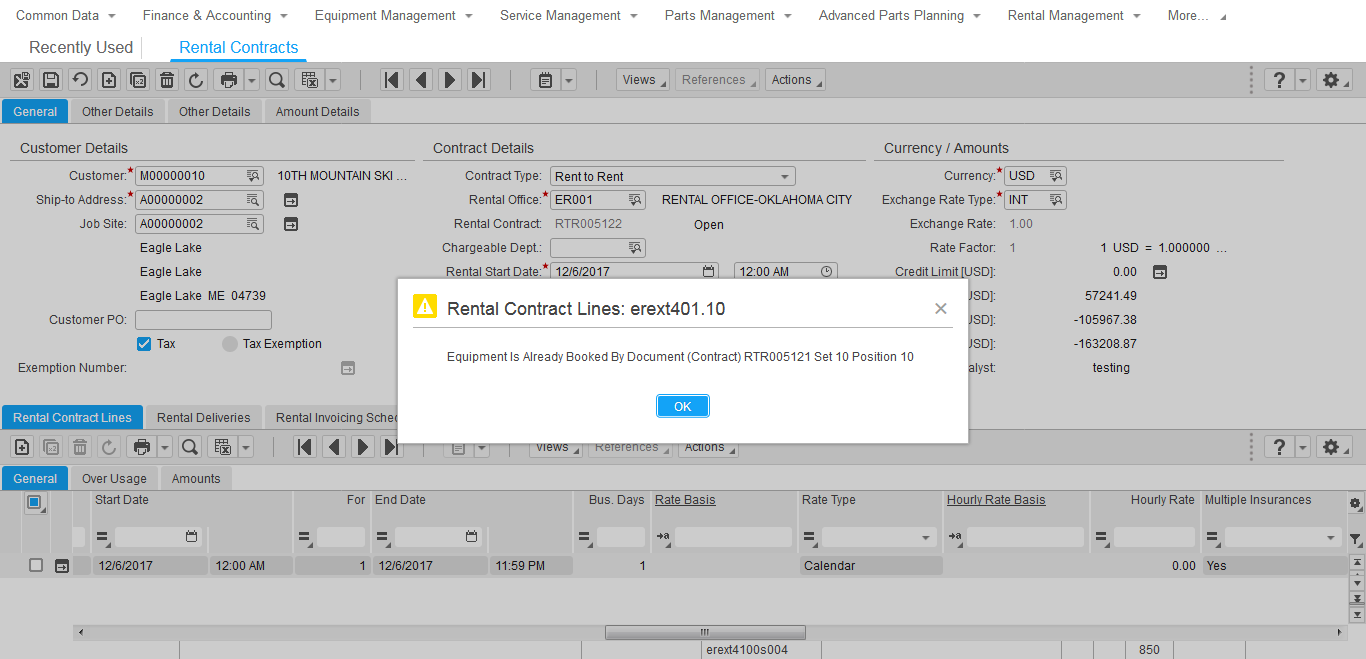 Common Data Finance & Accounting Equipment Management Service Management Parts Management Advanced Parts Planning Rental Management More...
Recently Used Rental Contracts
Views References Actions ?
General Other Details Other Details Amount Details
Customer Details Contract Details Currency / Amounts
Customer:* M00000010 10TH MOUNTAIN SKI ... Contract Type: Rent to Rent Currency:* USD
Ship-to Address:* A00000002 Rental Office:* ER001 RENTAL OFFICE-OKLAHOMA CITY Exchange Rate Type:* INT
Job Site: A00000002 Rental Contract: RTR005122 Open Exchange Rate: 1.00
Eagle Lake Chargeable Dept.: Rate Factor: 1 1 USD = 1.000000 ...
Eagle Lake Rental Start Date:* 12/6/2017 12:00 AM Credit Limit [USD]: 0.00
Eagle Lake ME 04739 USD]: 57241.49
Customer PO: USD]: -105967.38
Tax Tax Exemption USD]: -163208.87
Exemption Number: alyst: testing
Rental Contract Lines: erext401.10
Equipment Is Already Booked By Document (Contract) RTR005121 Set 10 Position 10
OK
Rental Contract Lines Rental Deliveries Rental Invoicing Sche
Views References Actions ?
General Over Usage Amounts
Start Date For End Date Bus. Days Rate Basis Rate Type Hourly Rate Basis Hourly Rate Multiple Insurances
12/6/2017 12:00 AM 1 12/6/2017 11:59 PM 1 Calendar 0.00 Yes
erext4100s004 850